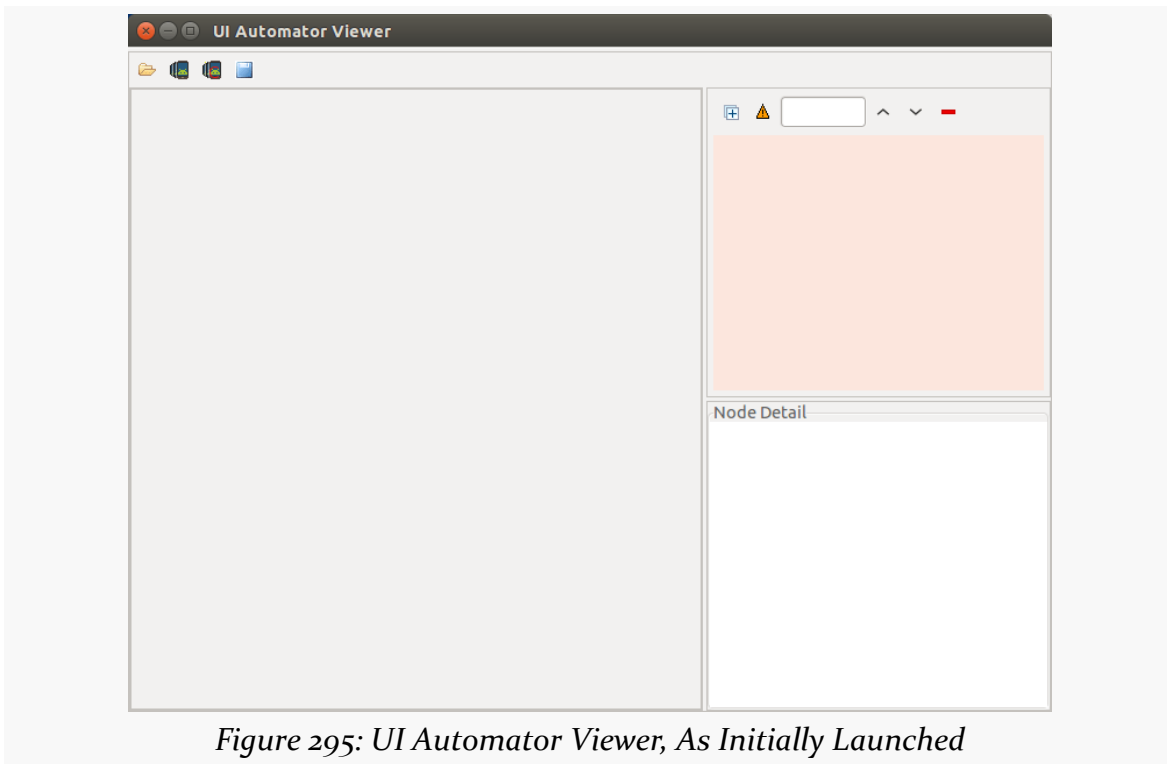 UI Automator Viewer
Node Detail
Figure 295: UI Automator Viewer, As Initially Launched